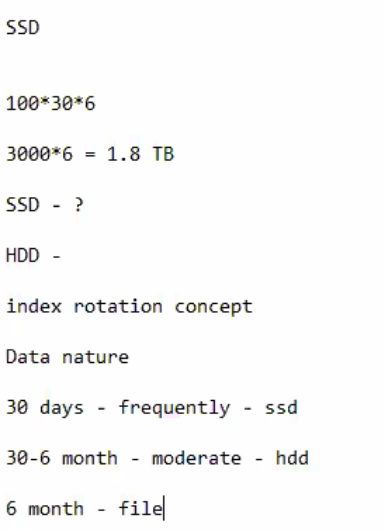 SSD
100*30*6
3000*6 = 1.8 TB
SSD - ?
HDD -
index rotation concept
Data nature
30 days - frequently - ssd
30-6 month - moderate - hdd
6 month - file